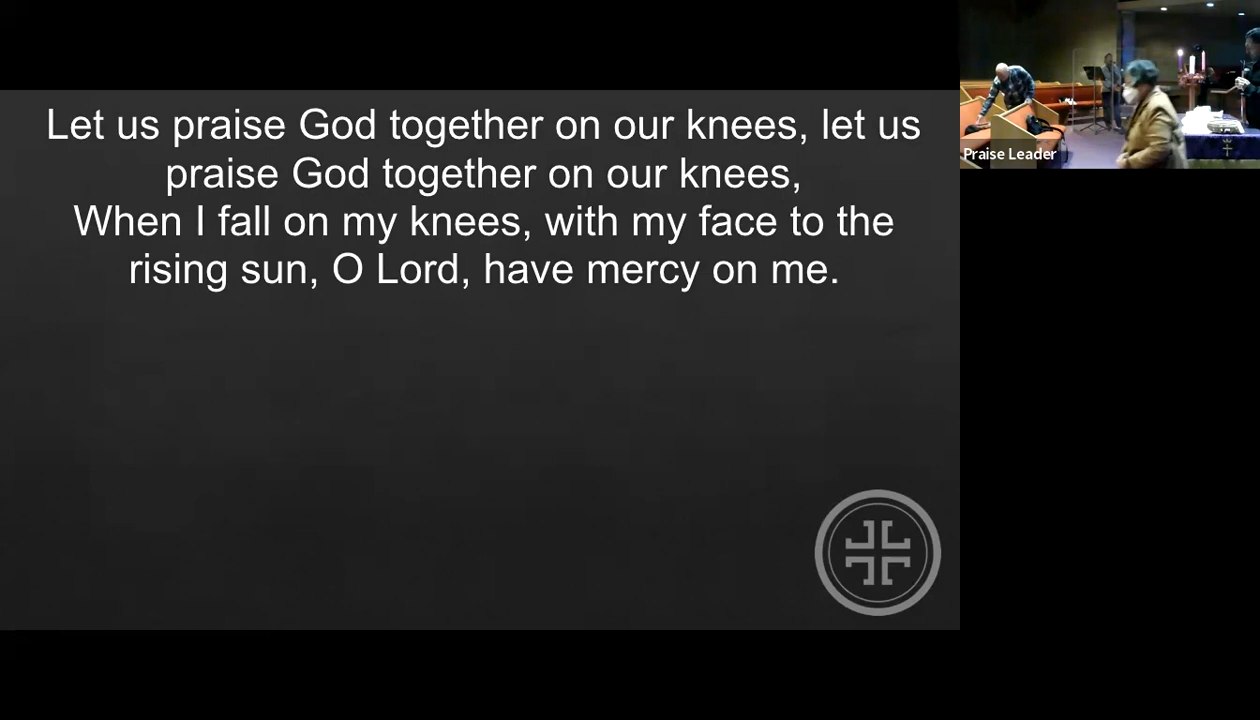 Let us praise God together on our knees, let us
praise God together on our knees,
When I fall on my knees, with my face to the
rising sun, O Lord, have mercy on me.
Praise Leader